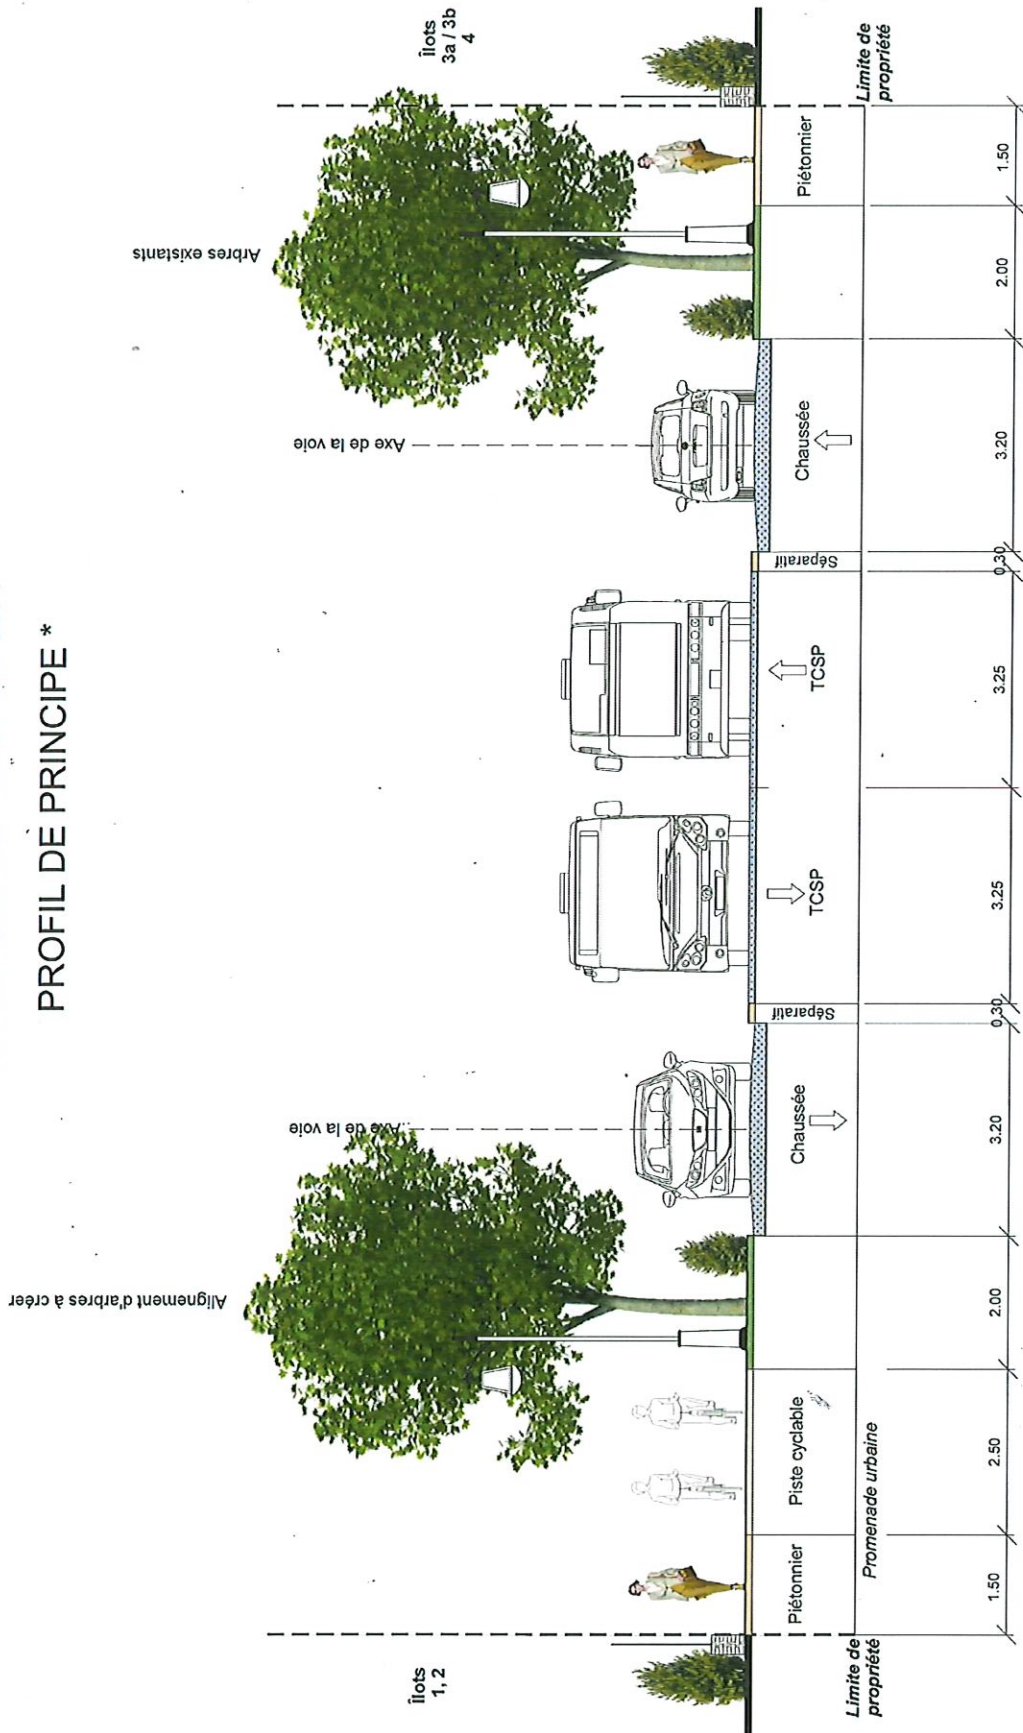 PROFIL DE PRINCIPE *
Alignement d'arbres à créer
Arbres existants
Axe de la voie
Axe de la voie
Îlots
1, 2
Îlots
3a / 3b
4
Piétonnier
Piste cyclable
Chaussée
Séparatif
TCSP
TCSP
Séparatif
Chaussée
Piétonnier
Limite de
propriété
Promenade urbaine
Limite de
propriété
1.50
2.50
2.00
3.20
0.30
3.25
3.25
0.30
3.20
2.00
1.50